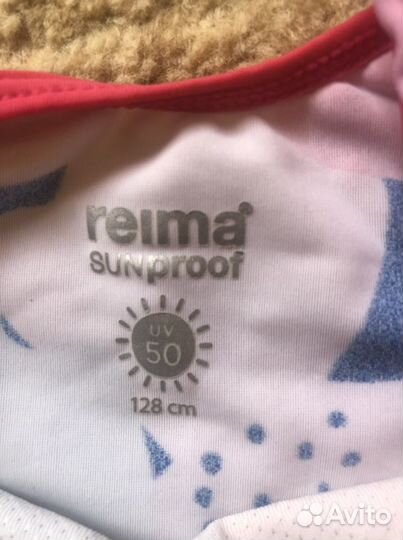 reima®
SUNproof
UV
50
128 cm
Avito